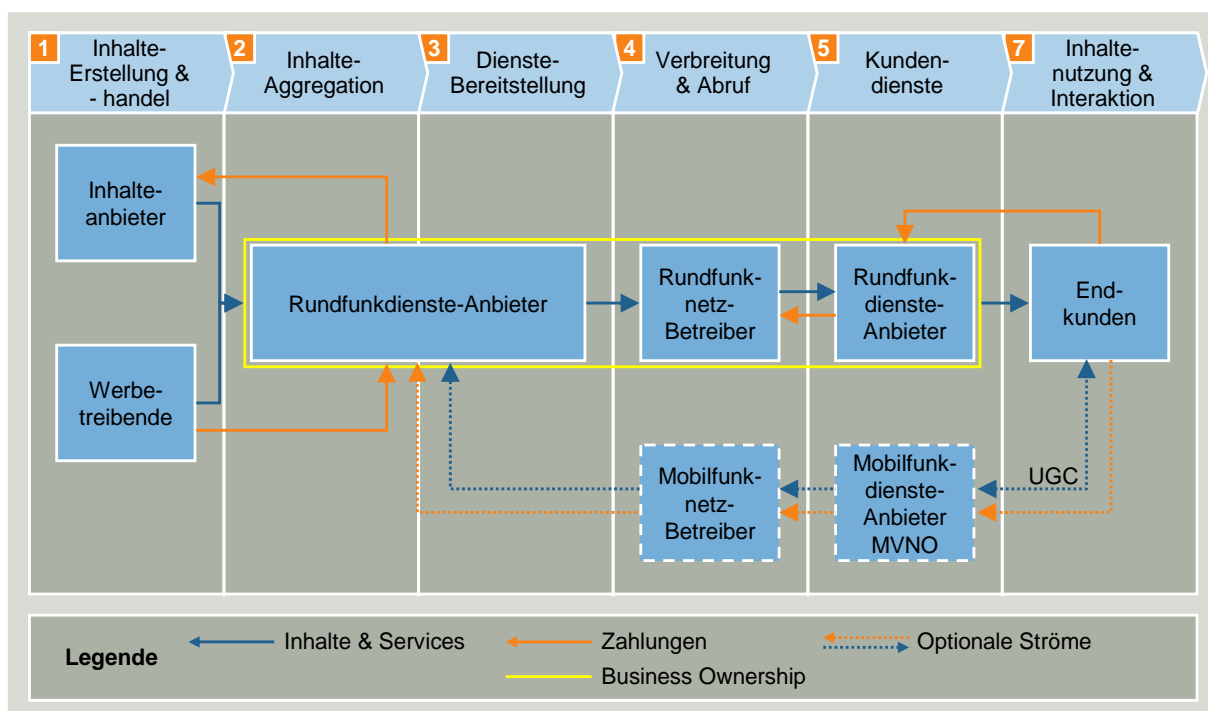 1
Inhalte-
Erstellung &
- handel
2
Inhalte-
Aggregation
3
Dienste-
Bereitstellung
4
Verbreitung
& Abruf
5
Kunden-
dienste
7
Inhalte-
nutzung &
Interaktion
Inhalte-
anbieter
Rundfunkdienste-Anbieter
Rundfunk-
netz-
Betreiber
Rundfunk-
dienste-
Anbieter
End-
kunden
Werbe-
treibende
Mobilfunk-
netz-
Betreiber
Mobilfunk-
dienste-
Anbieter
MVNO
UGC
Legende
Inhalte & Services
Zahlungen
Optionale Ströme
Business Ownership